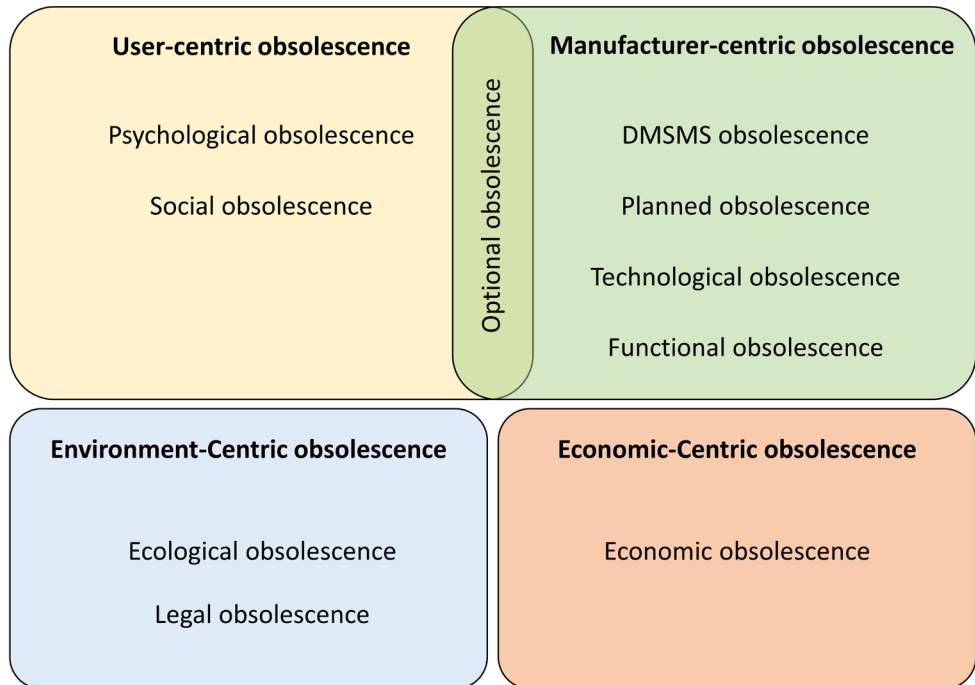 User-centric obsolescence
Psychological obsolescence
Social obsolescence
Optional obsolescence
Manufacturer-centric obsolescence
DMSMS obsolescence
Planned obsolescence
Technological obsolescence
Functional obsolescence
Environment-Centric obsolescence
Ecological obsolescence
Legal obsolescence
Economic-Centric obsolescence
Economic obsolescence